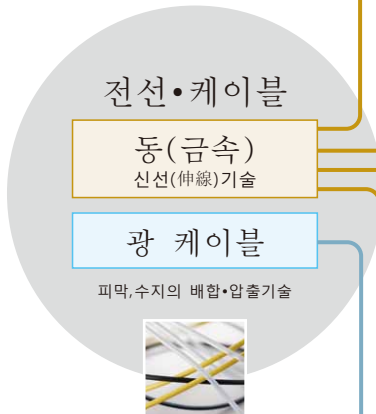 전선•케이블
동(금속)
신선(伸線)기술
광 케이블
피막,수지의 배합•압출기술